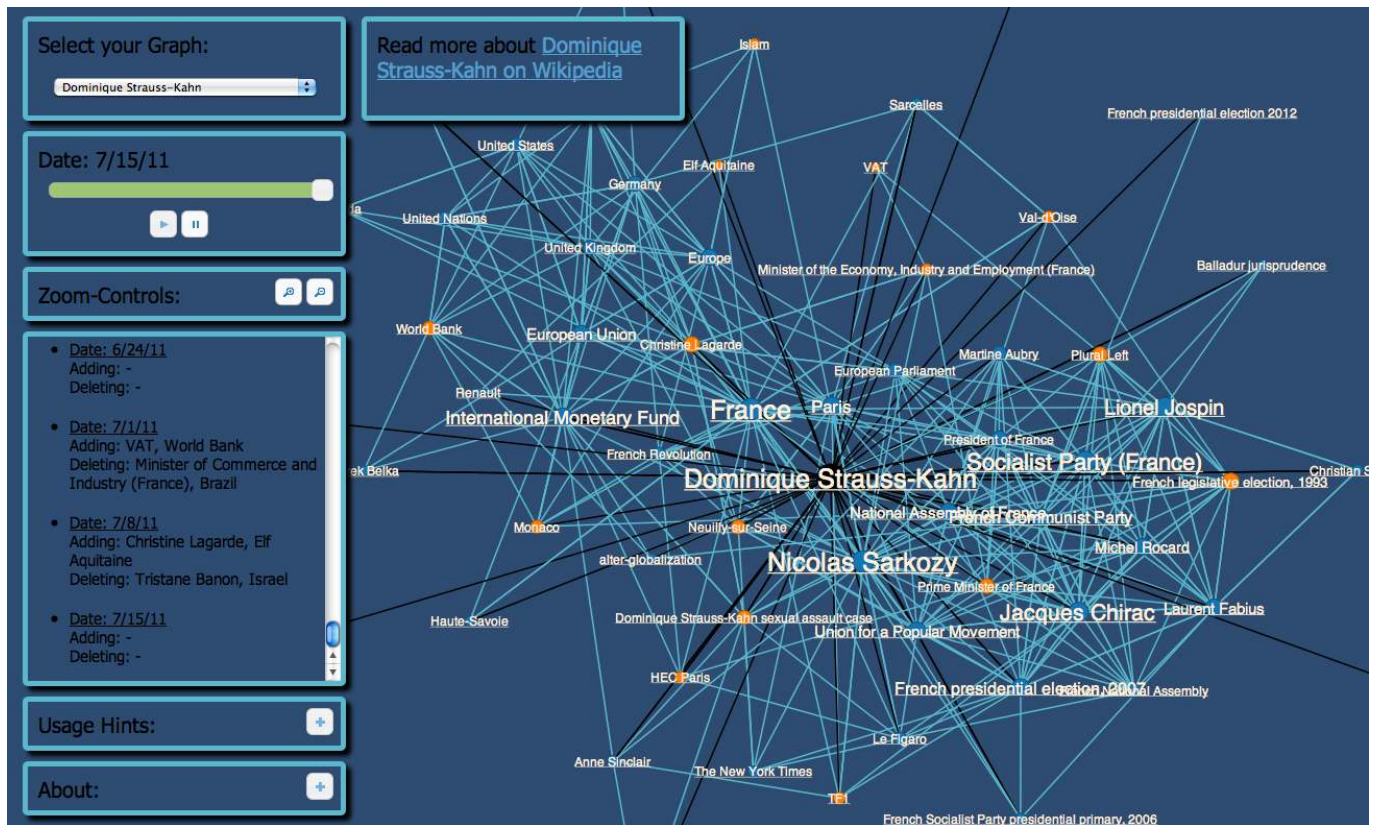 Select your Graph:
Dominique Strauss-Kahn
Date: 7/15/11
Zoom-Controls:
Date: 6/24/11
Adding: -
Deleting: -
Date: 7/1/11
Adding: VAT, World Bank
Deleting: Minister of Commerce and
Industry (France), Brazil
Date: 7/8/11
Adding: Christine Lagarde, Elf
Aquitaine
Deleting: Tristane Banon, Israel
Date: 7/15/11
Adding: -
Deleting: -
Usage Hints:
About:
Read more about Dominique
Strauss-Kahn on Wikipedia
Islam
Sarcelles
French presidential election 2012
United States
Elf Aquitaine
VAT
Germany
United Nations
Val-d'Oise
United Kingdom
Europe
Minister of the Economy, Industry and Employment (France)
Balladur jurisprudence
World Bank
European Union
Christine Lagarde
Martine Aubry
Plural Left
European Parliament
Renault
International Monetary Fund
France
Paris
Lionel Jospin
President of France
French Revolution
Socialist Party (France)
ek Belka
Dominique Strauss-Kahn
Christian S
French legislative election, 1993
National Assembly of France
French Communist Party
Monaco
Neuilly-sur-Seine
Michel Rocard
alter-globalization
Nicolas Sarkozy
Prime Minister of France
Haute-Savoie
Dominique Strauss-Kahn sexual assault case
Jacques Chirac
Laurent Fabius
Union for a Popular Movement
HEC Paris
French presidential election, 2007
National Assembly
Le Figaro
Anne Sinclair
The New York Times
TF1
French Socialist Party presidential primary, 2006